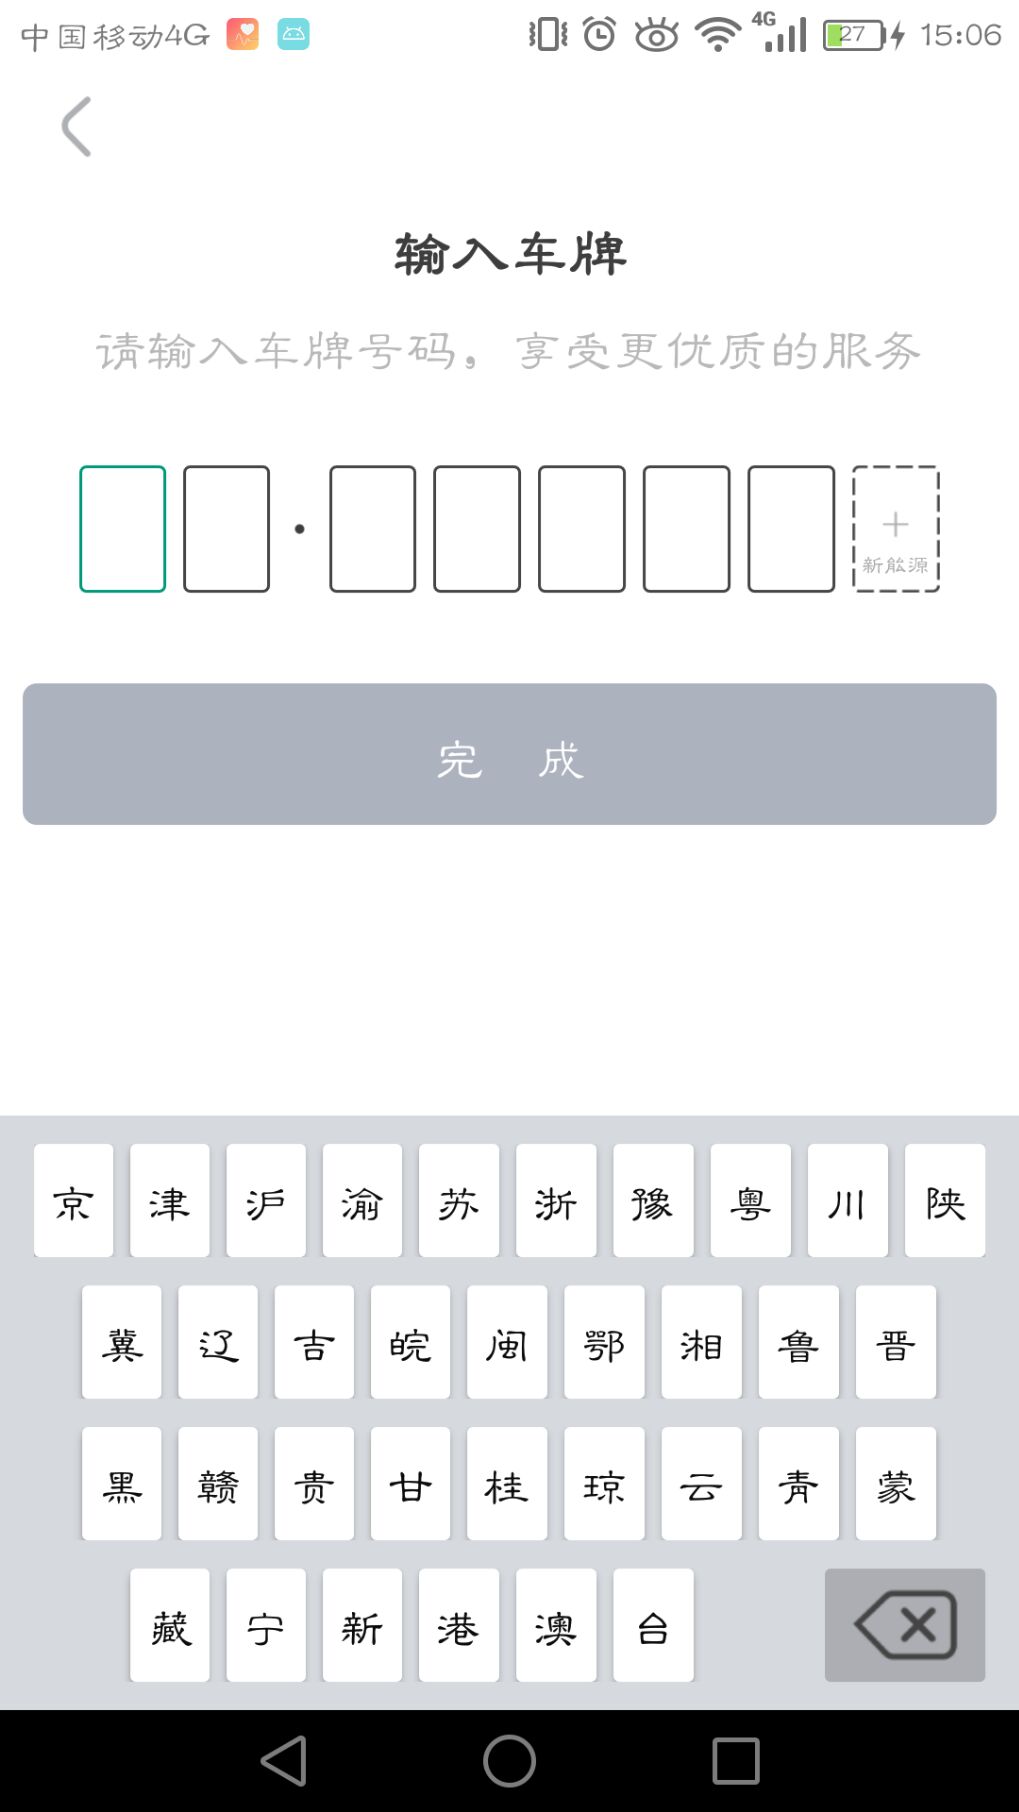 中国移动4G 4G 27 15:06
输入车牌
请输入车牌号码，享受更优质的服务
新能源
完 成
京 津 沪 渝 苏 浙 豫 粤 川 陕
冀 辽 吉 皖 闽 鄂 湘 鲁 晋
黑 赣 贵 甘 桂 琼 云 青 蒙
藏 宁 新 港 澳 台